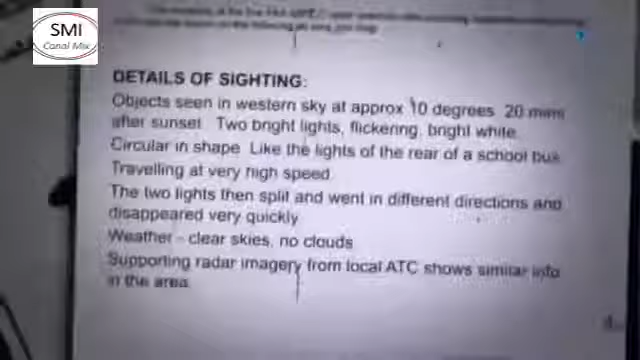 SMI
Canal Mix
DETAILS OF SIGHTING:
Objects seen in western sky at approx 10 degrees 20 mins
after sunset Two bright lights, flickering, bright white
Circular in shape Like the lights of the rear of a school bus
Travelling at very high speed
The two lights then split and went in different directions and
disappeared very quickly
Weather - clear skies, no clouds
Supporting radar imagery from local ATC shows similar info
in the area